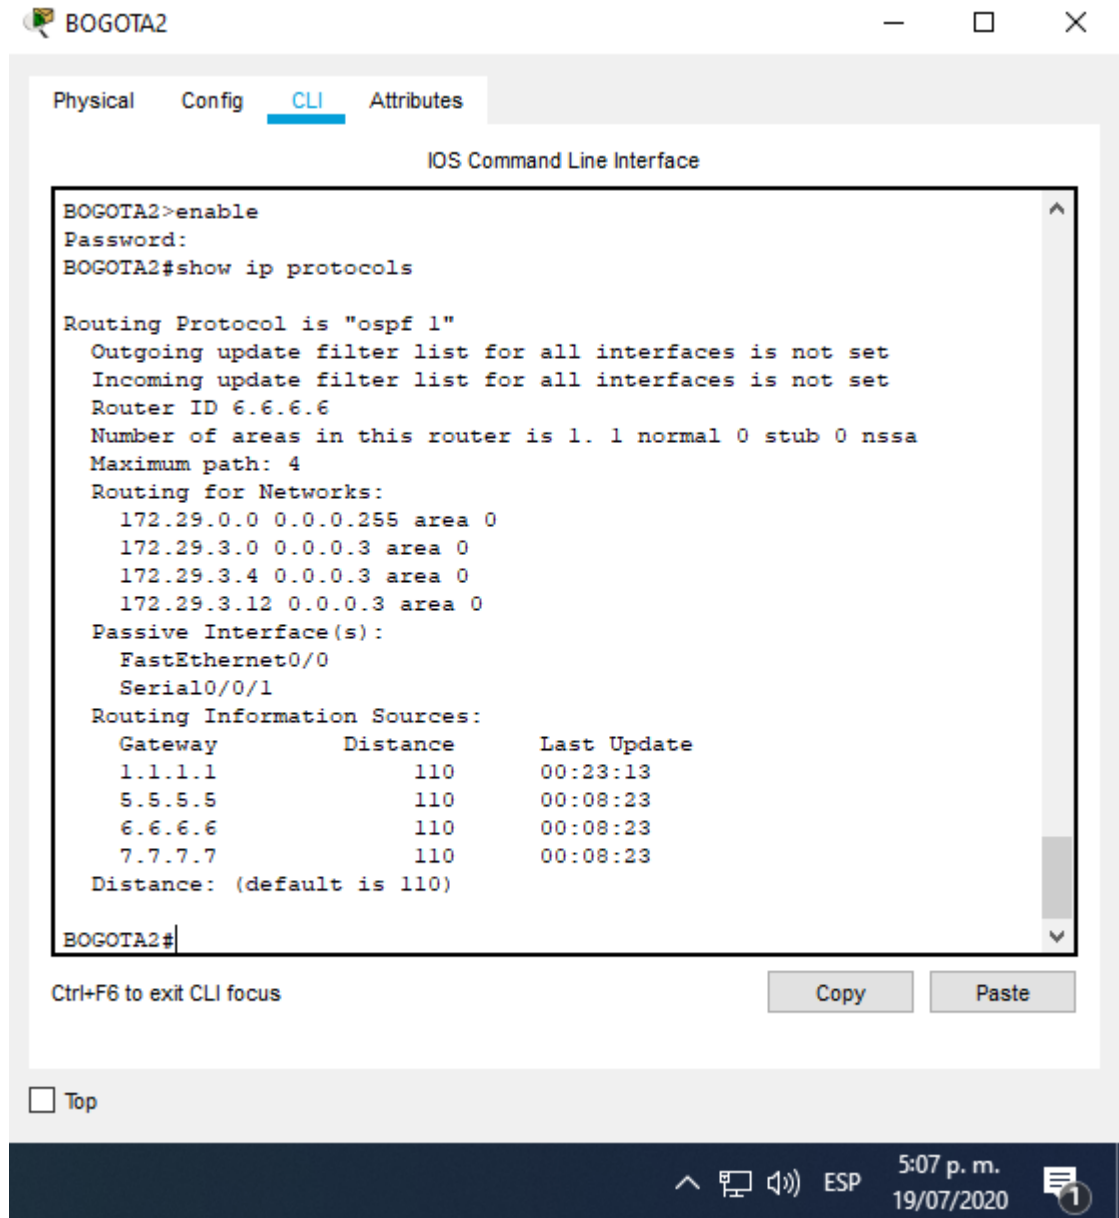 BOGOTA2
Physical Config CLI Attributes
IOS Command Line Interface
BOGOTA2>enable
Password:
BOGOTA2#show ip protocols
Routing Protocol is "ospf 1"
Outgoing update filter list for all interfaces is not set
Incoming update filter list for all interfaces is not set
Router ID 6.6.6.6
Number of areas in this router is 1. 1 normal 0 stub 0 nssa
Maximum path: 4
Routing for Networks:
172.29.0.0 0.0.0.255 area 0
172.29.3.0 0.0.0.3 area 0
172.29.3.4 0.0.0.3 area 0
172.29.3.12 0.0.0.3 area 0
Passive Interface(s):
FastEthernet0/0
Serial0/0/1
Routing Information Sources:
Gateway Distance Last Update
1.1.1.1 110 00:23:13
5.5.5.5 110 00:08:23
6.6.6.6 110 00:08:23
7.7.7.7 110 00:08:23
Distance: (default is 110)
BOGOTA2#
Ctrl+F6 to exit CLI focus Copy Paste
Top
ESP 5:07 p. m.
19/07/2020 1